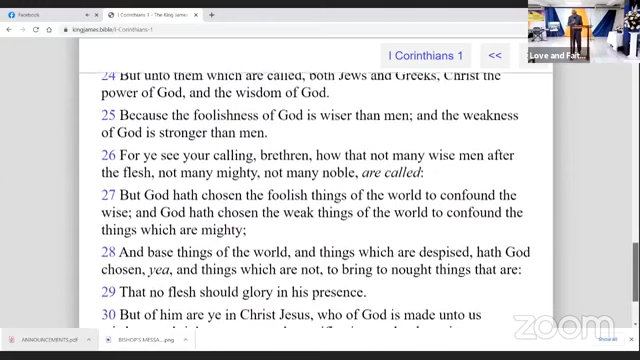 Facebook
I Corinthians 1 - The King James
kingjames.bible/I-Corinthians-1
Love and Fait...
I Corinthians 1
<<
24 But unto them which are called, both Jews and Greeks, Christ the
power of God, and the wisdom of God.
25 Because the foolishness of God is wiser than men; and the weakness
of God is stronger than men.
26 For ye see your calling, brethren, how that not many wise men after
the flesh, not many mighty, not many noble, are called:
27 But God hath chosen the foolish things of the world to confound the
wise; and God hath chosen the weak things of the world to confound the
things which are mighty;
28 And base things of the world, and things which are despised, hath God
chosen, yea, and things which are not, to bring to nought things that are:
29 That no flesh should glory in his presence.
30 But of him are ye in Christ Jesus, who of God is made unto us
ANNOUNCEMENTS.pdf
BISHOP'S MESSA....png
Show all
zoom